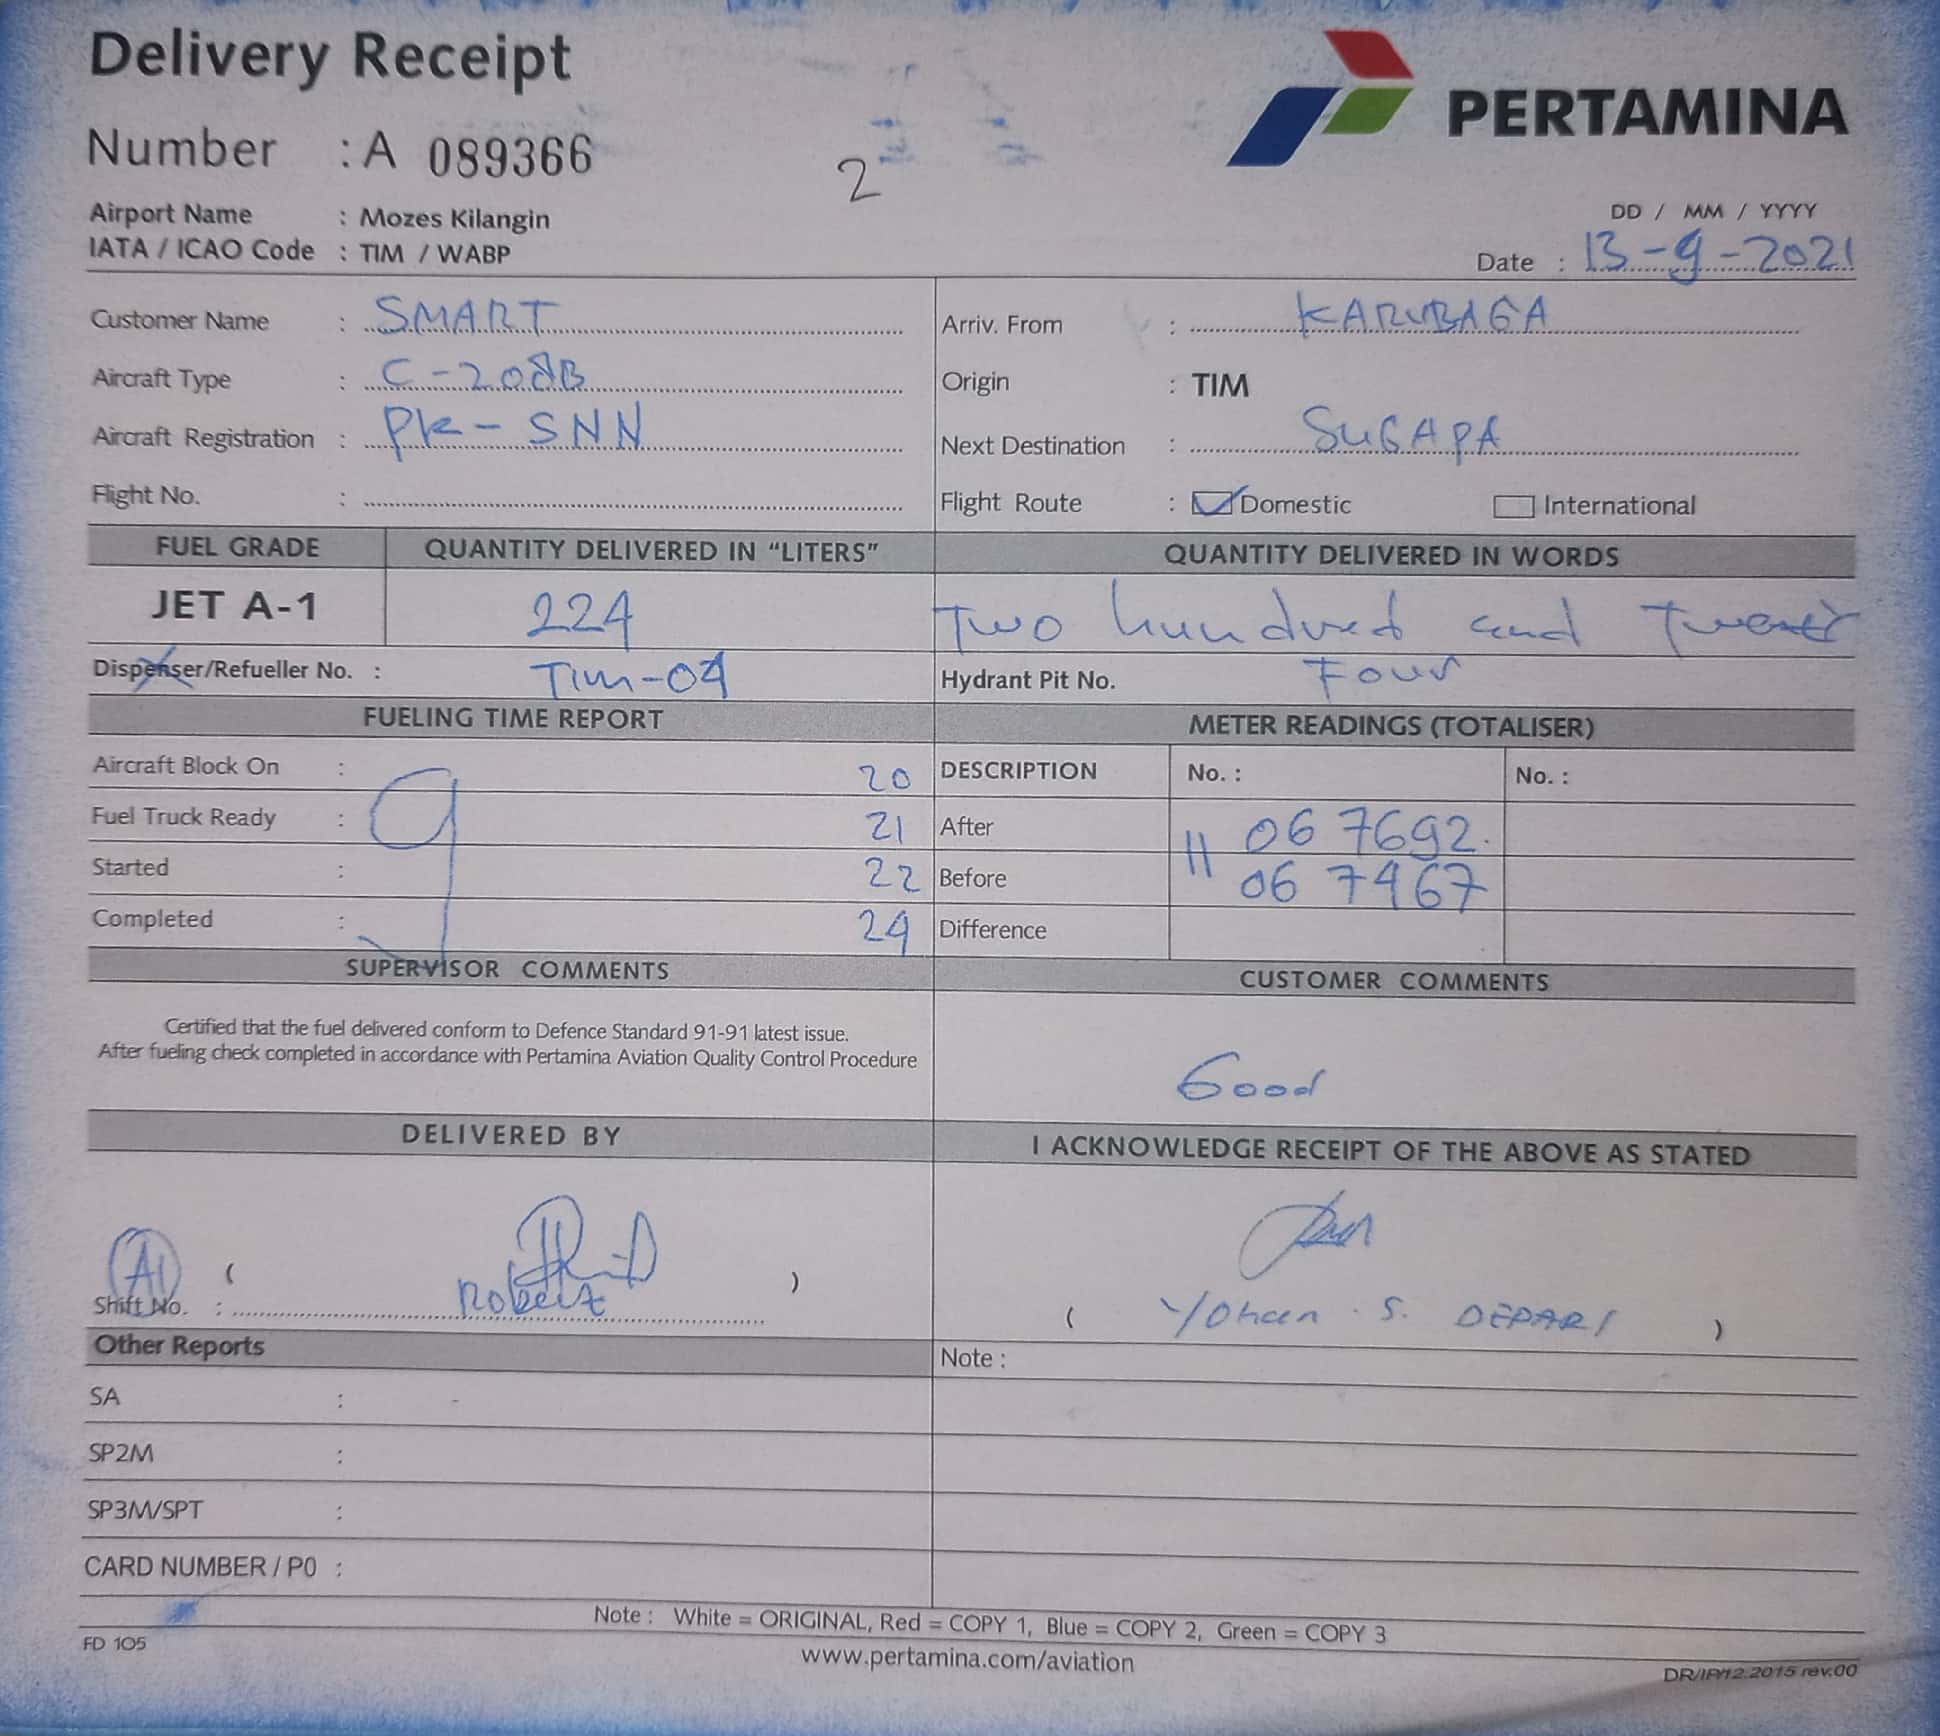 Delivery Receipt
PERTAMINA
Number : A 089366
2
Airport Name : Mozes Kilangin
IATA / ICAO Code : TIM / WABP
DD / MM / YYYY
Date : 13-9-2021
Customer Name : SMART
Arriv. From : KARUBAGA
Aircraft Type : C-208B
Origin : TIM
Aircraft Registration : PK-SNN
Next Destination : SUGAPA
Flight No. :
Flight Route : Domestic International
FUEL GRADE QUANTITY DELIVERED IN “LITERS” QUANTITY DELIVERED IN WORDS
JET A-1 224 Two hundred and Twenty
Dispenser/Refueller No. : Tim-04 Hydrant Pit No. Four
FUELING TIME REPORT METER READINGS (TOTALISER)
Aircraft Block On : 20 DESCRIPTION No. : No. :
Fuel Truck Ready : 9 21 After 11 067692.
Started : 22 Before 067467
Completed : 24 Difference
SUPERVISOR COMMENTS CUSTOMER COMMENTS
Certified that the fuel delivered conform to Defence Standard 91-91 latest issue.
After fueling check completed in accordance with Pertamina Aviation Quality Control Procedure
Good
DELIVERED BY I ACKNOWLEDGE RECEIPT OF THE ABOVE AS STATED
A1 ( Robert )
Shift No. :
( Yohan . S. DEPARI )
Other Reports Note :
SA : -
SP2M :
SP3M/SPT :
CARD NUMBER / P0 :
Note : White = ORIGINAL, Red = COPY 1, Blue = COPY 2, Green = COPY 3
FD 105
www.pertamina.com/aviation
DR/IP/12.2015 rev.00